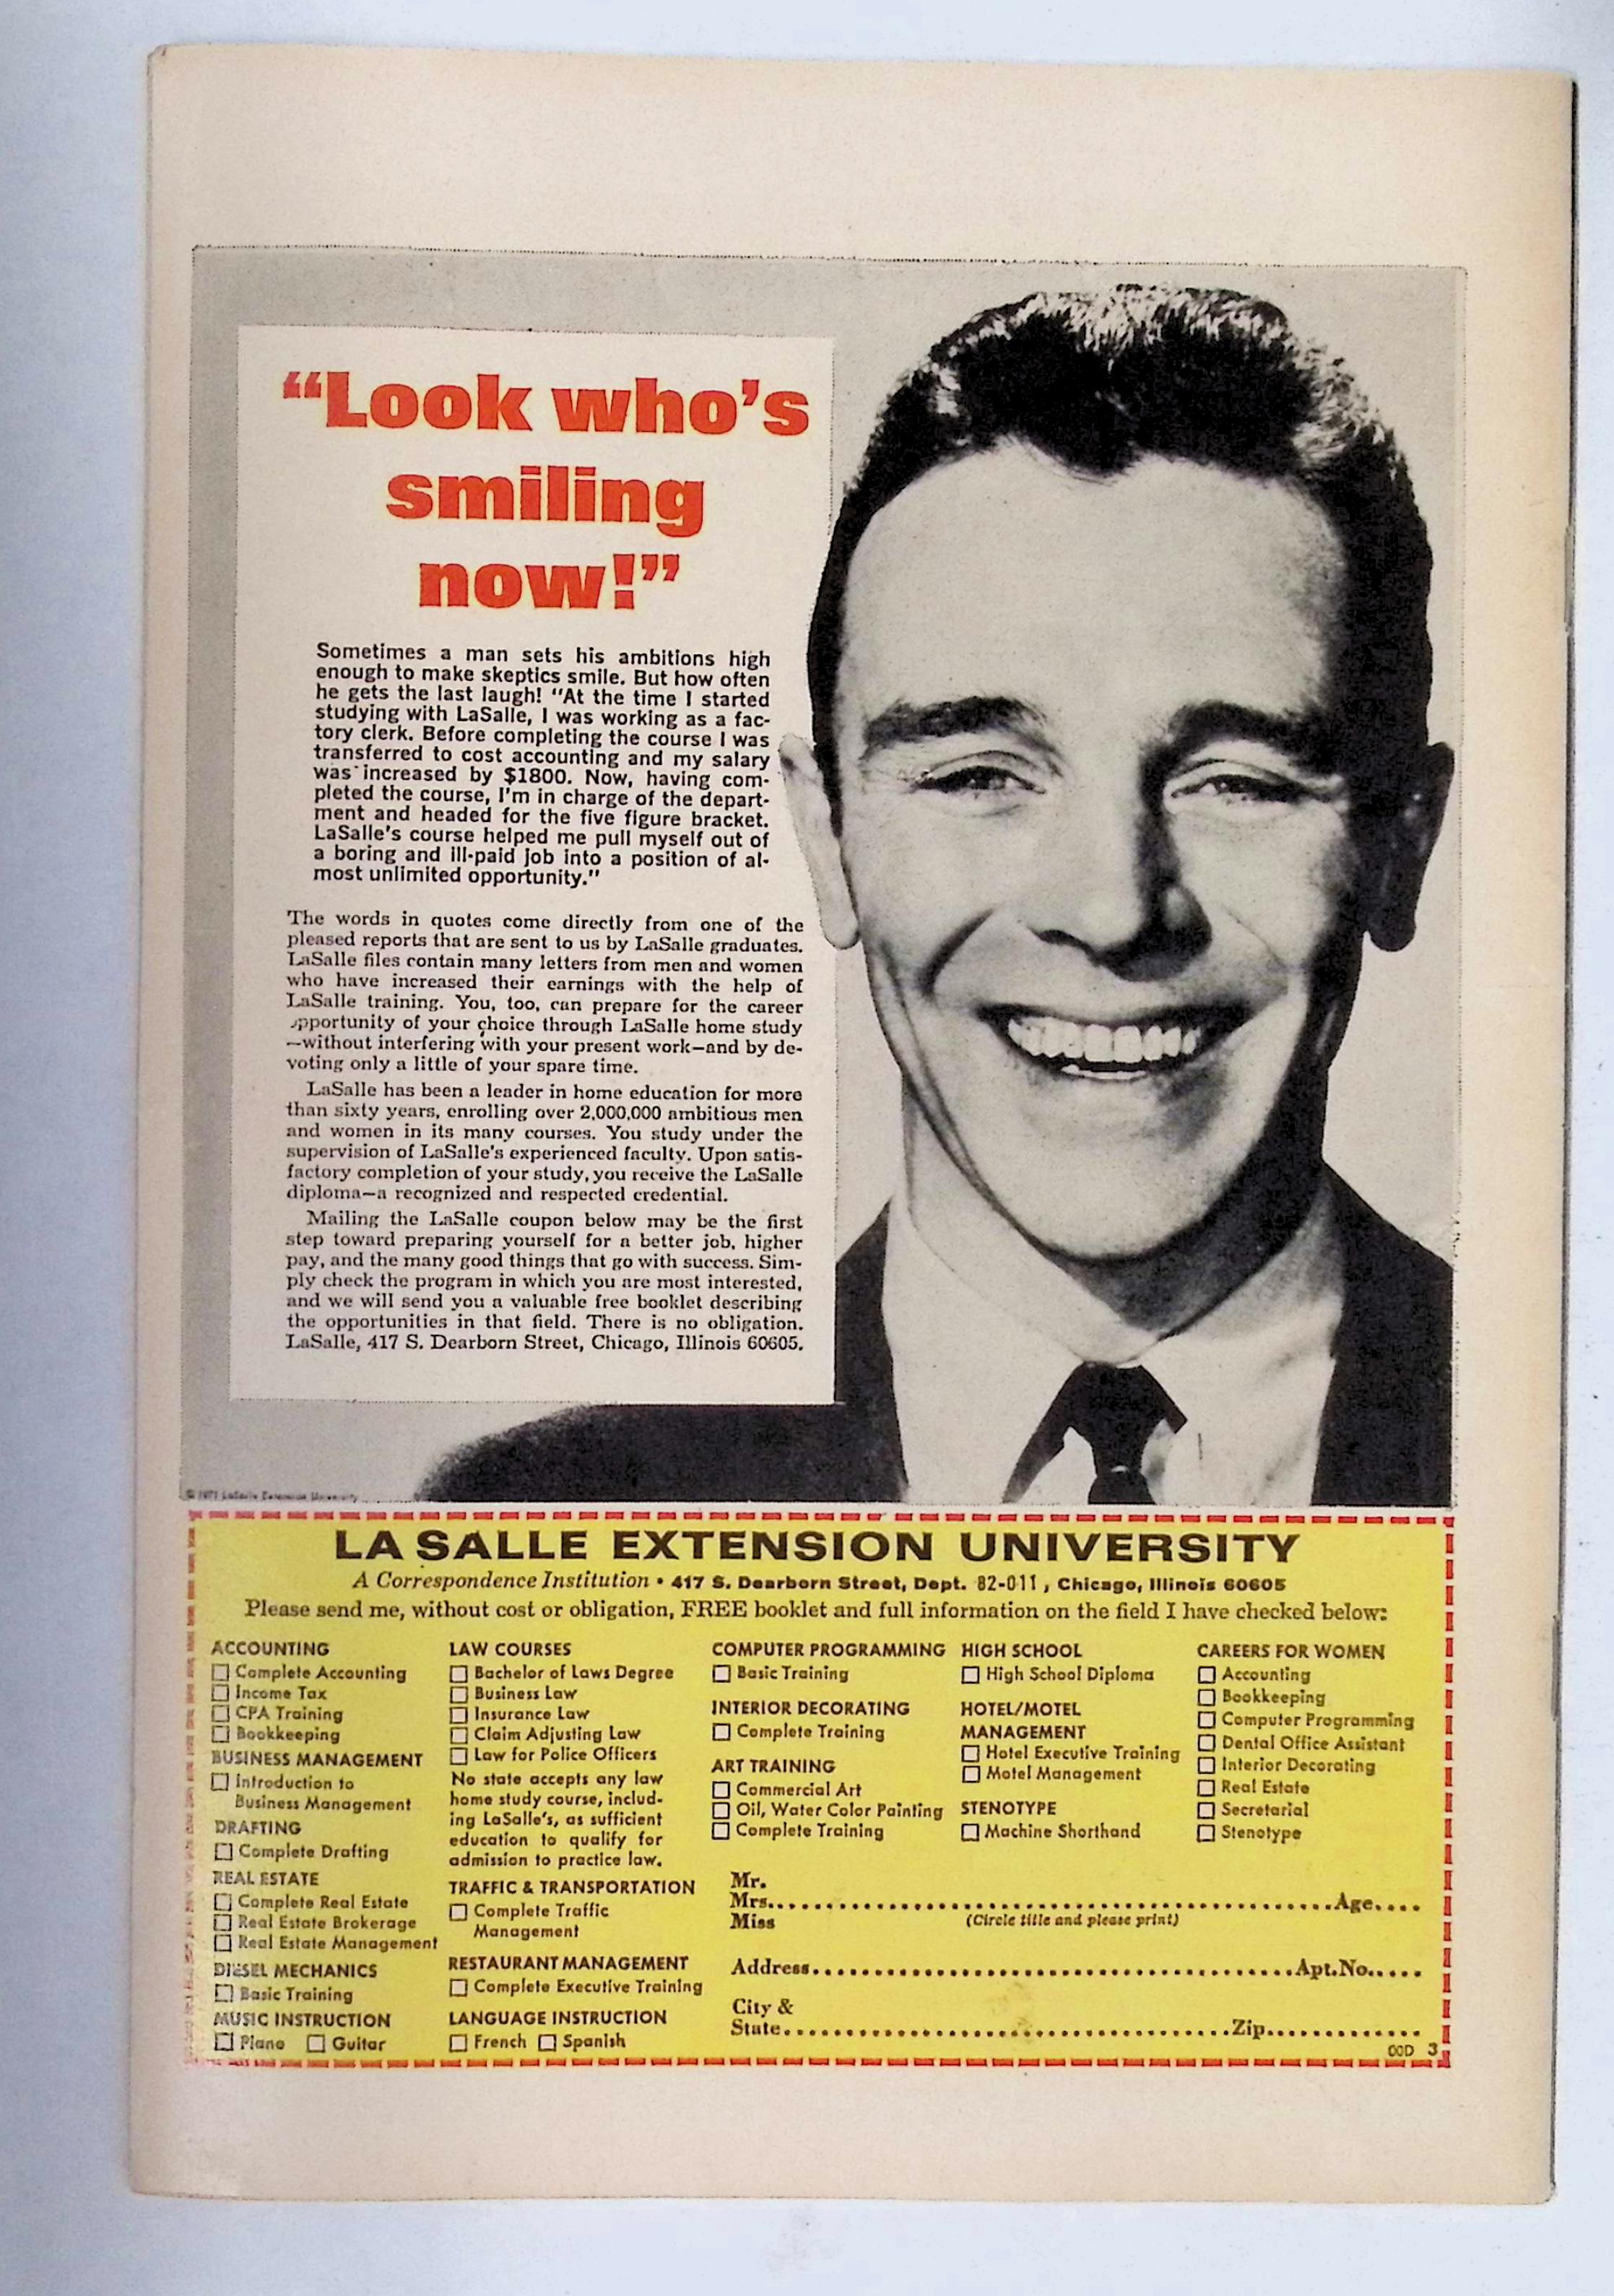 “Look who’s
smiling
now!”
Sometimes a man sets his ambitions high
enough to make skeptics smile. But how often
he gets the last laugh! “At the time I started
studying with LaSalle, I was working as a fac-
tory clerk. Before completing the course I was
transferred to cost accounting and my salary
was increased by $1800. Now, having com-
pleted the course, I’m in charge of the depart-
ment and headed for the five figure bracket.
LaSalle’s course helped me pull myself out of
a boring and ill-paid job into a position of al-
most unlimited opportunity.”
The words in quotes come directly from one of the
pleased reports that are sent to us by LaSalle graduates.
LaSalle files contain many letters from men and women
who have increased their earnings with the help of
LaSalle training. You, too, can prepare for the career
opportunity of your choice through LaSalle home study
—without interfering with your present work—and by de-
voting only a little of your spare time.
LaSalle has been a leader in home education for more
than sixty years, enrolling over 2,000,000 ambitious men
and women in its many courses. You study under the
supervision of LaSalle’s experienced faculty. Upon satis-
factory completion of your study, you receive the LaSalle
diploma—a recognized and respected credential.
Mailing the LaSalle coupon below may be the first
step toward preparing yourself for a better job, higher
pay, and the many good things that go with success. Sim-
ply check the program in which you are most interested,
and we will send you a valuable free booklet describing
the opportunities in that field. There is no obligation.
LaSalle, 417 S. Dearborn Street, Chicago, Illinois 60605.
© 1971 LaSalle Extension University
LA SALLE EXTENSION UNIVERSITY
A Correspondence Institution • 417 S. Dearborn Street, Dept. 82-011, Chicago, Illinois 60605
Please send me, without cost or obligation, FREE booklet and full information on the field I have checked below:
ACCOUNTING
Complete Accounting
Income Tax
CPA Training
Bookkeeping
BUSINESS MANAGEMENT
Introduction to
Business Management
DRAFTING
Complete Drafting
REAL ESTATE
Complete Real Estate
Real Estate Brokerage
Real Estate Management
DIESEL MECHANICS
Basic Training
MUSIC INSTRUCTION
Piano Guitar
LAW COURSES
Bachelor of Laws Degree
Business Law
Insurance Law
Claim Adjusting Law
Law for Police Officers
No state accepts any law
home study course, includ-
ing LaSalle’s, as sufficient
education to qualify for
admission to practice law.
TRAFFIC & TRANSPORTATION
Complete Traffic
Management
RESTAURANT MANAGEMENT
Complete Executive Training
LANGUAGE INSTRUCTION
French Spanish
COMPUTER PROGRAMMING
Basic Training
INTERIOR DECORATING
Complete Training
ART TRAINING
Commercial Art
Oil, Water Color Painting
Complete Training
HIGH SCHOOL
High School Diploma
HOTEL/MOTEL
MANAGEMENT
Hotel Executive Training
Motel Management
STENOTYPE
Machine Shorthand
CAREERS FOR WOMEN
Accounting
Bookkeeping
Computer Programming
Dental Office Assistant
Interior Decorating
Real Estate
Secretarial
Stenotype
Mr.
Mrs. Age
Miss (Circle title and please print)
Address Apt.No.
City &
State Zip
00D 3